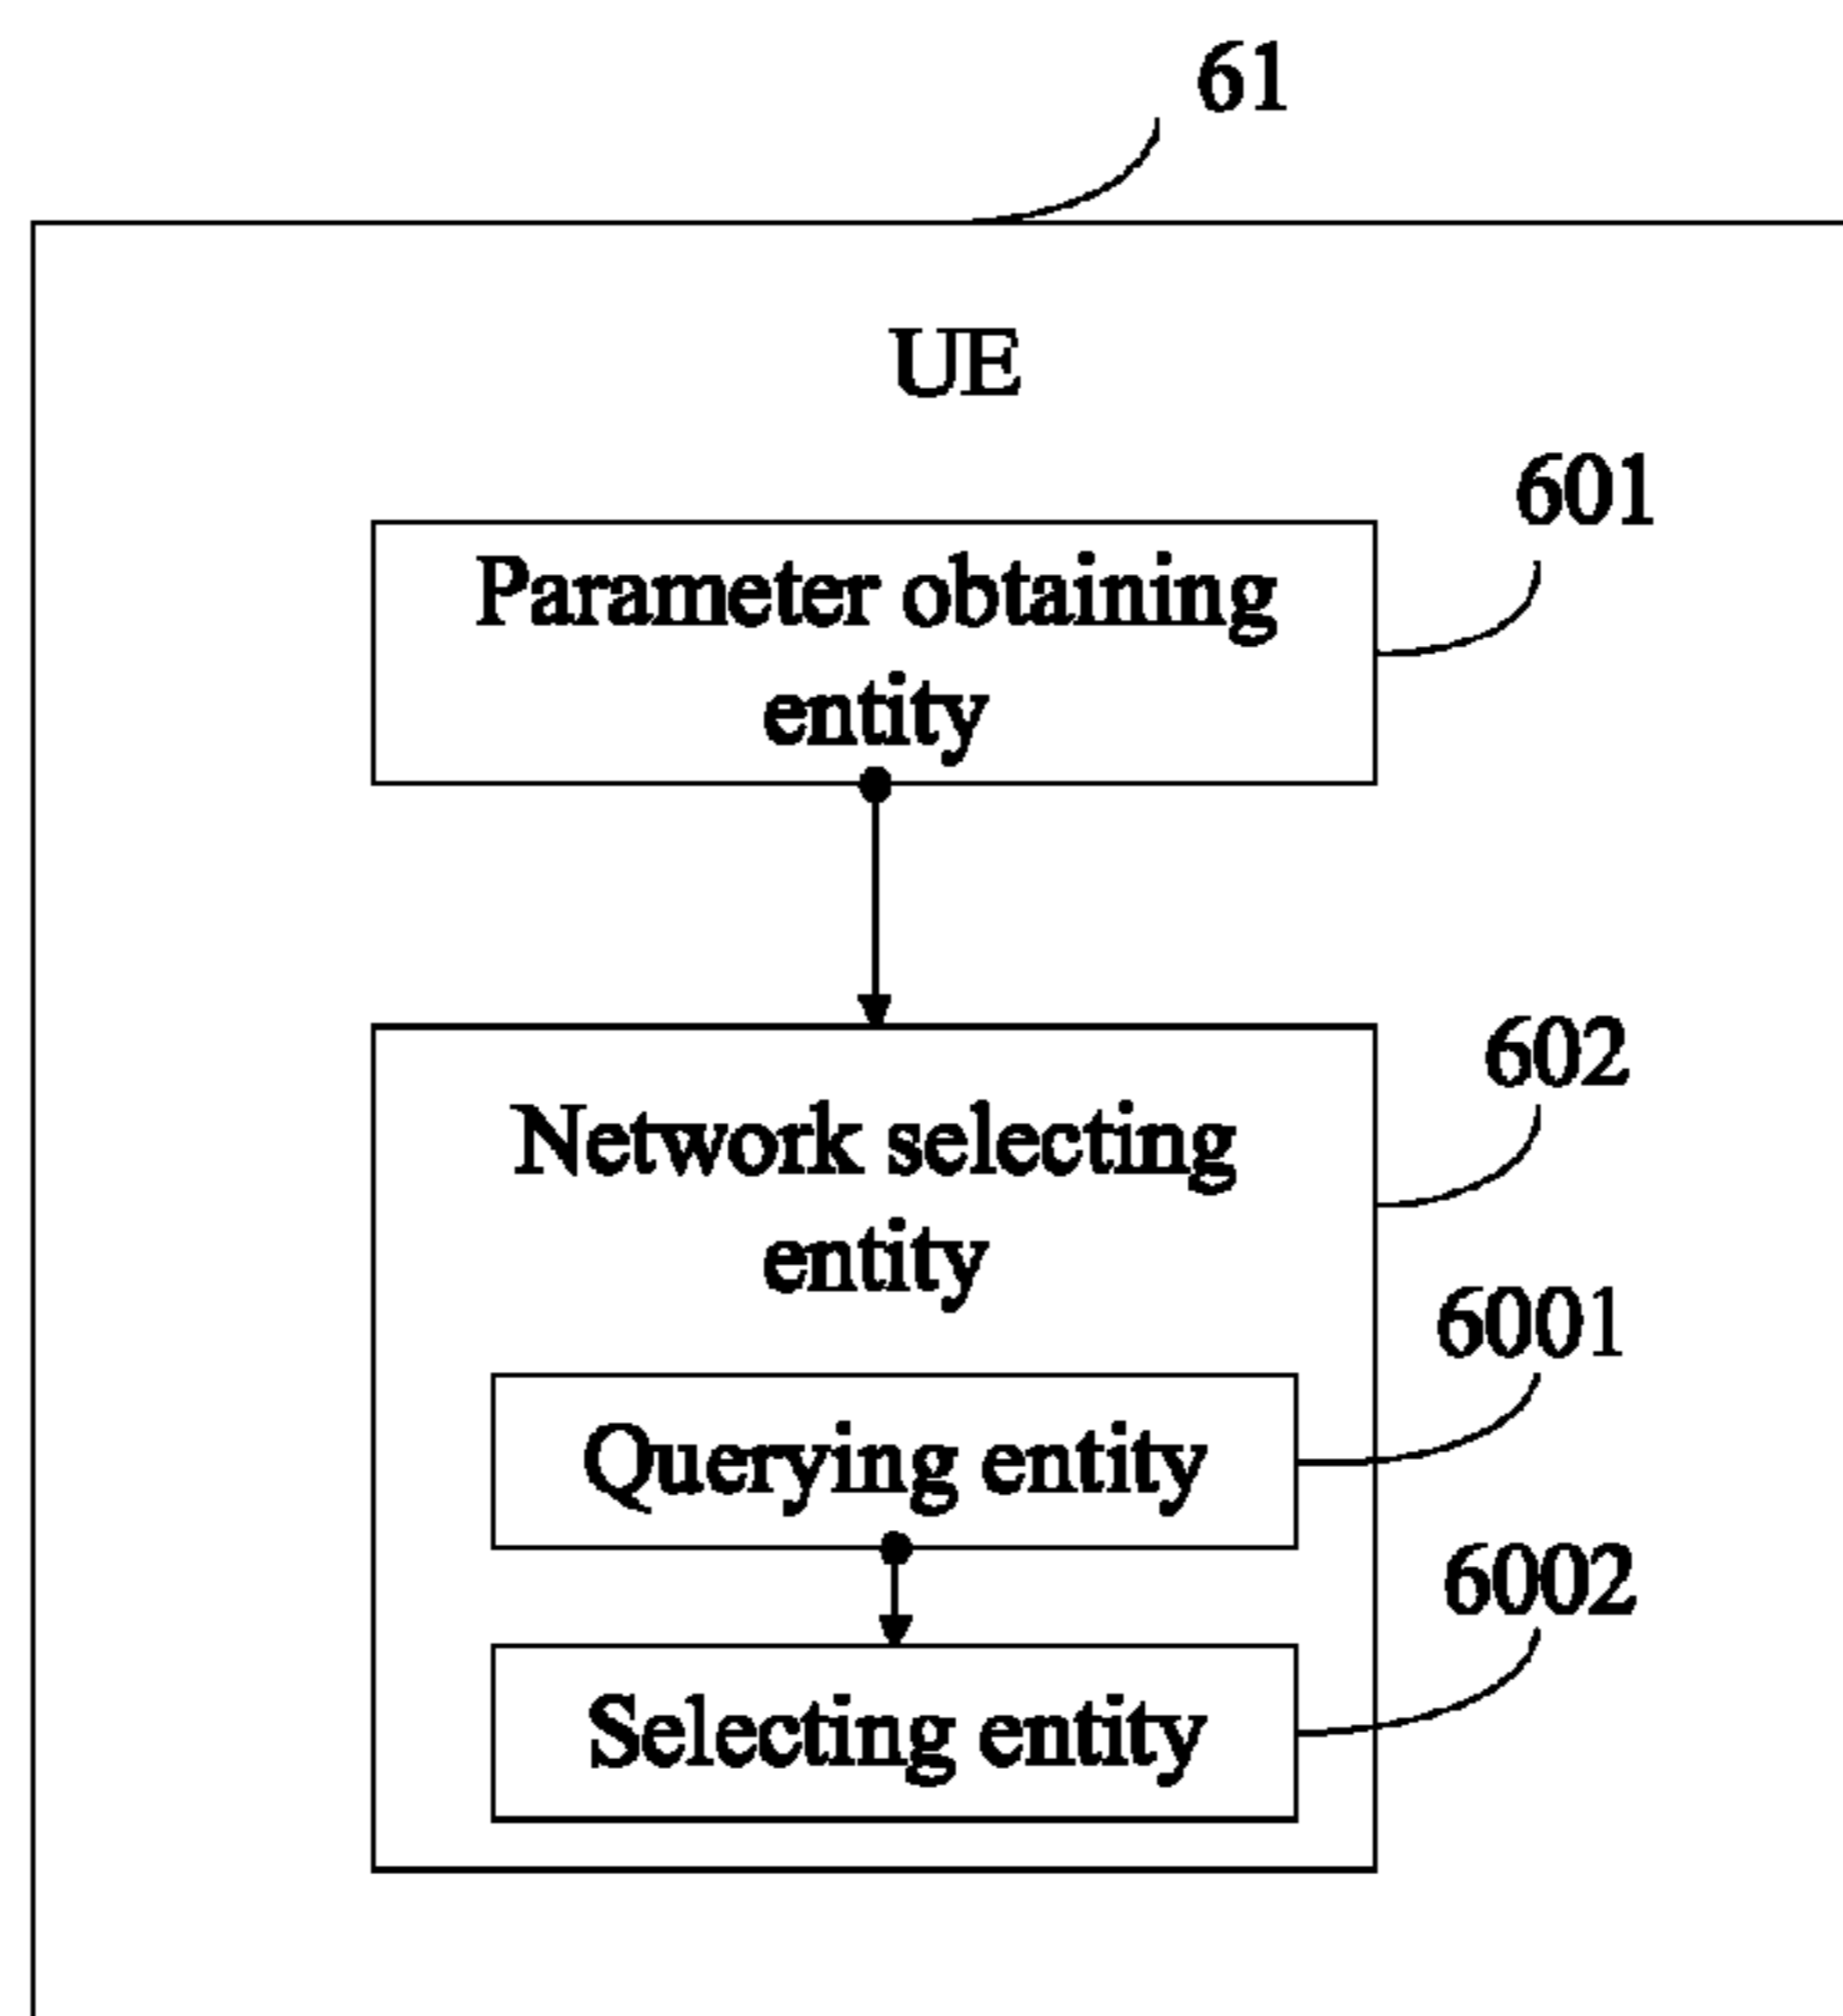 61
UE
601
Parameter obtaining
entity
602
Network selecting
entity
6001
Querying entity
6002
Selecting entity